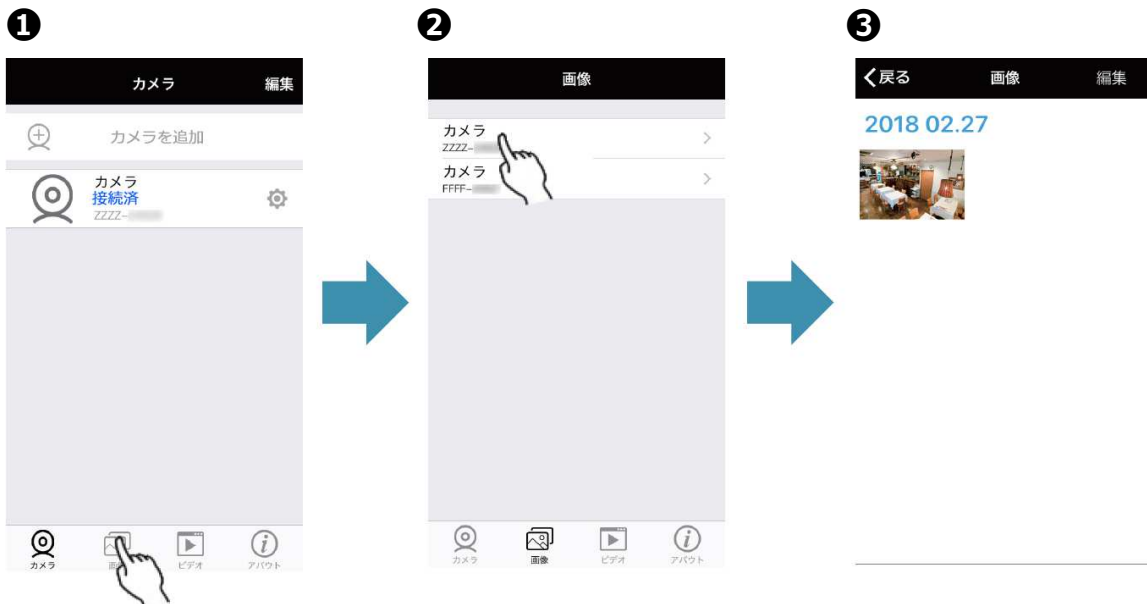 ❶
カメラ 編集
カメラを追加
カメラ
接続済
ZZZZ-
カメラ ビデオ アバウト
❷
画像
カメラ
ZZZZ-
カメラ
FFFF-
カメラ 画像 ビデオ アバウト
❸
戻る 画像 編集
2018 02.27